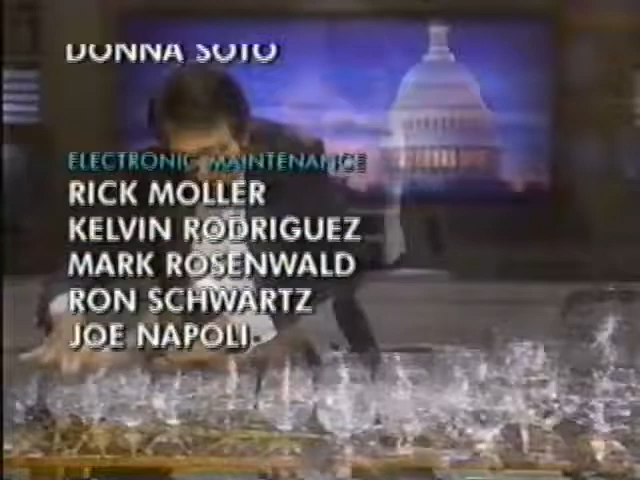 DONNA SOTO
ELECTRONIC MAINTENANCE
RICK MOLLER
KELVIN RODRIGUEZ
MARK ROSENWALD
RON SCHWARTZ
JOE NAPOLI